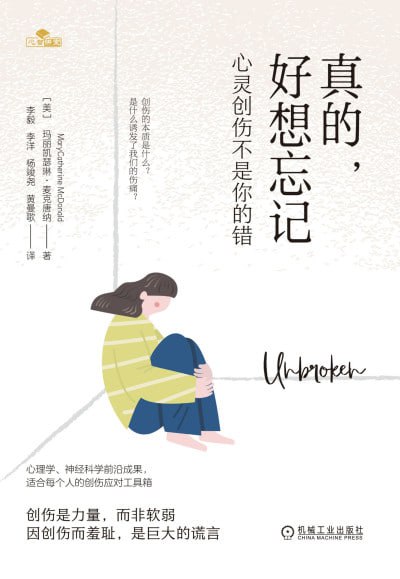 真的，
好想忘记
心灵创伤不是你的错
创伤的本质是什么？
是什么诱发了我们的伤痛？
［美］ 玛丽凯瑟琳·麦克唐纳 著
MaryCatherine McDonald
李毅 李洋 杨竣尧 黄曼歌 译
Unbroken
心理学、神经科学前沿成果，
适合每个人的创伤应对工具箱
创伤是力量，而非软弱
因创伤而羞耻，是巨大的谎言
机械工业出版社
CHINA MACHINE PRESS